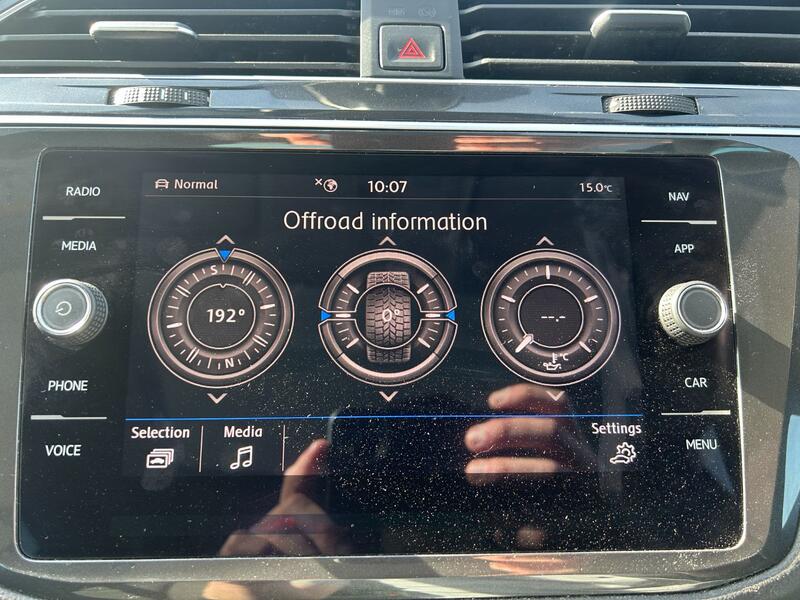 RADIO
MEDIA
PHONE
VOICE
Normal
10:07
15.0°C
Offroad information
S
192°
N
0°
--.-
°C
Selection
Media
Settings
NAV
APP
CAR
MENU